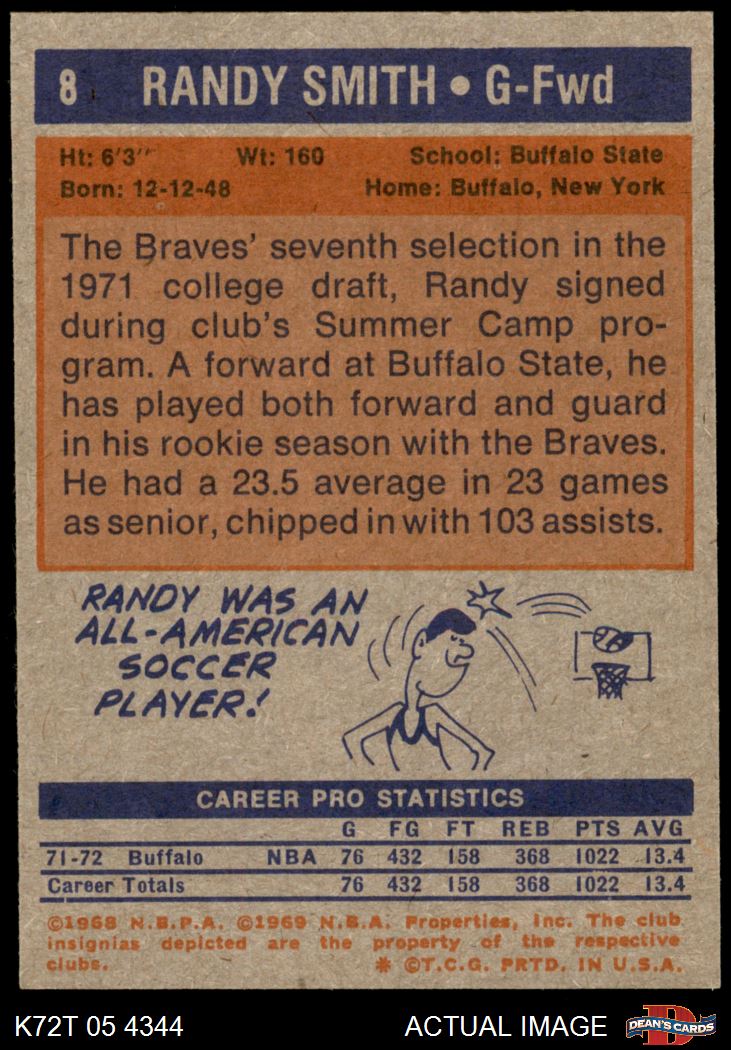 8 RANDY SMITH • G-Fwd
Ht: 6'3'' Wt: 160 School: Buffalo State
Born: 12-12-48 Home: Buffalo, New York
The Braves' seventh selection in the
1971 college draft, Randy signed
during club's Summer Camp pro-
gram. A forward at Buffalo State, he
has played both forward and guard
in his rookie season with the Braves.
He had a 23.5 average in 23 games
as senior, chipped in with 103 assists.
RANDY WAS AN
ALL-AMERICAN
SOCCER
PLAYER!
CAREER PRO STATISTICS
G FG FT REB PTS AVG
71-72 Buffalo NBA 76 432 158 368 1022 13.4
Career Totals 76 432 158 368 1022 13.4
©1968 N.B.P.A. ©1969 N.B.A. Properties, Inc. The club
insignias depicted are the property of the respective
clubs. * ©T.C.G. PRTD. IN U.S.A.
K72T 05 4344 ACTUAL IMAGE D DEAN'S CARDS